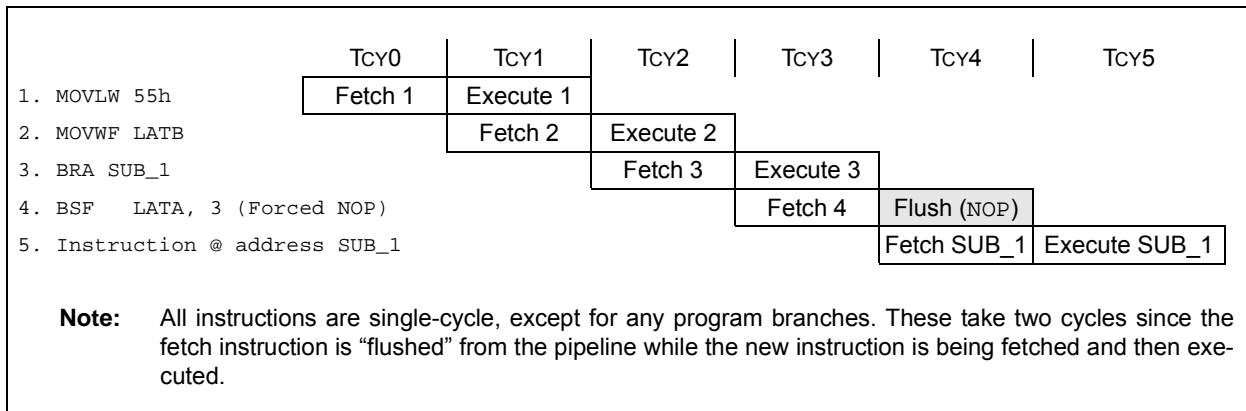 TCY0 TCY1 TCY2 TCY3 TCY4 TCY5
1. MOVLW 55h Fetch 1 Execute 1
2. MOVWF LATB Fetch 2 Execute 2
3. BRA SUB_1 Fetch 3 Execute 3
4. BSF LATA, 3 (Forced NOP) Fetch 4 Flush (NOP)
5. Instruction @ address SUB_1 Fetch SUB_1 Execute SUB_1
Note: All instructions are single-cycle, except for any program branches. These take two cycles since the
fetch instruction is “flushed” from the pipeline while the new instruction is being fetched and then exe-
cuted.